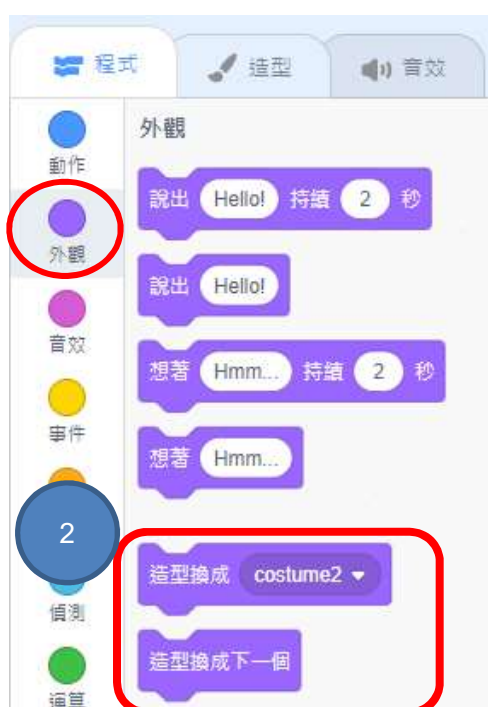 程式 造型 音效
外觀
動作
說出 Hello! 持續 2 秒
外觀
說出 Hello!
音效
想著 Hmm... 持續 2 秒
事件
想著 Hmm...
2
造型換成 costume2
偵測
造型換成下一個
運算